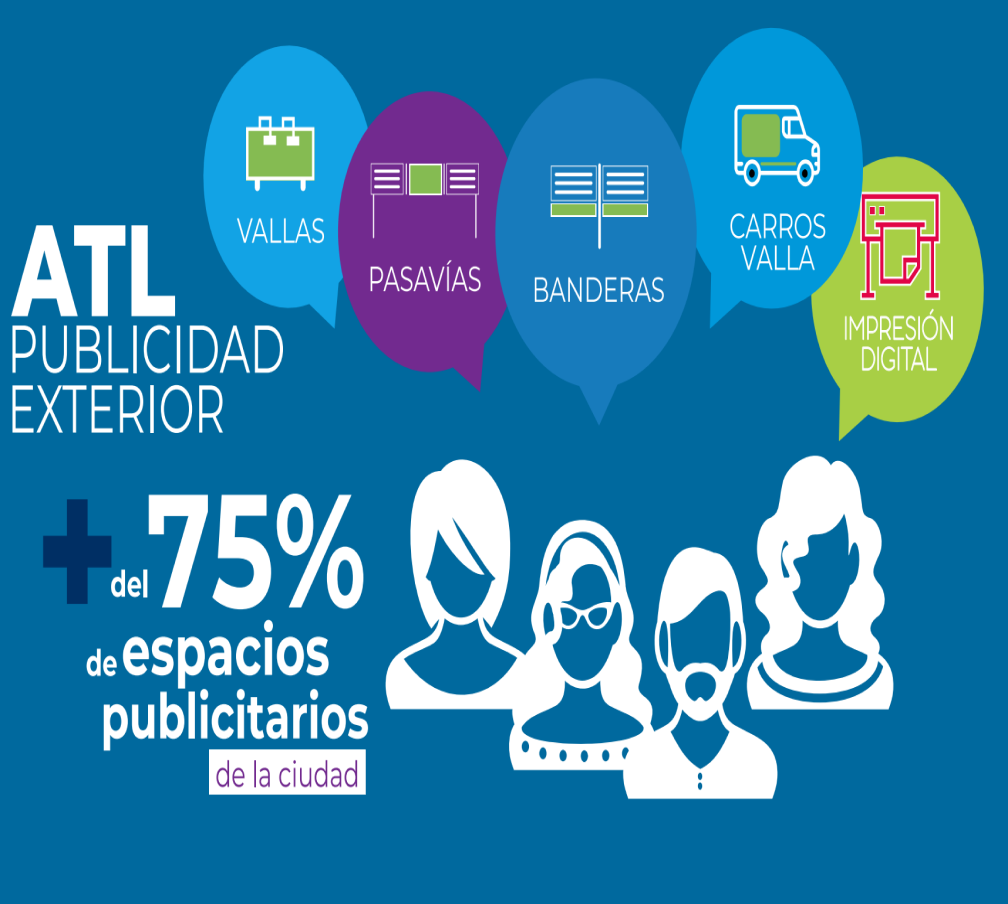 VALLAS
PASAVÍAS
BANDERAS
CARROS
VALLA
IMPRESIÓN
DIGITAL
ATL
PUBLICIDAD
EXTERIOR
+ del 75%
de espacios
publicitarios
de la ciudad